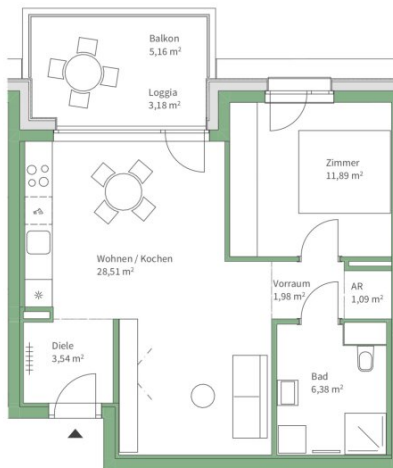 Balkon
5,16 m²
Loggia
3,18 m²
Zimmer
11,89 m²
Wohnen / Kochen
28,51 m²
Vorraum
1,98 m²
AR
1,09 m²
Diele
3,54 m²
Bad
6,38 m²